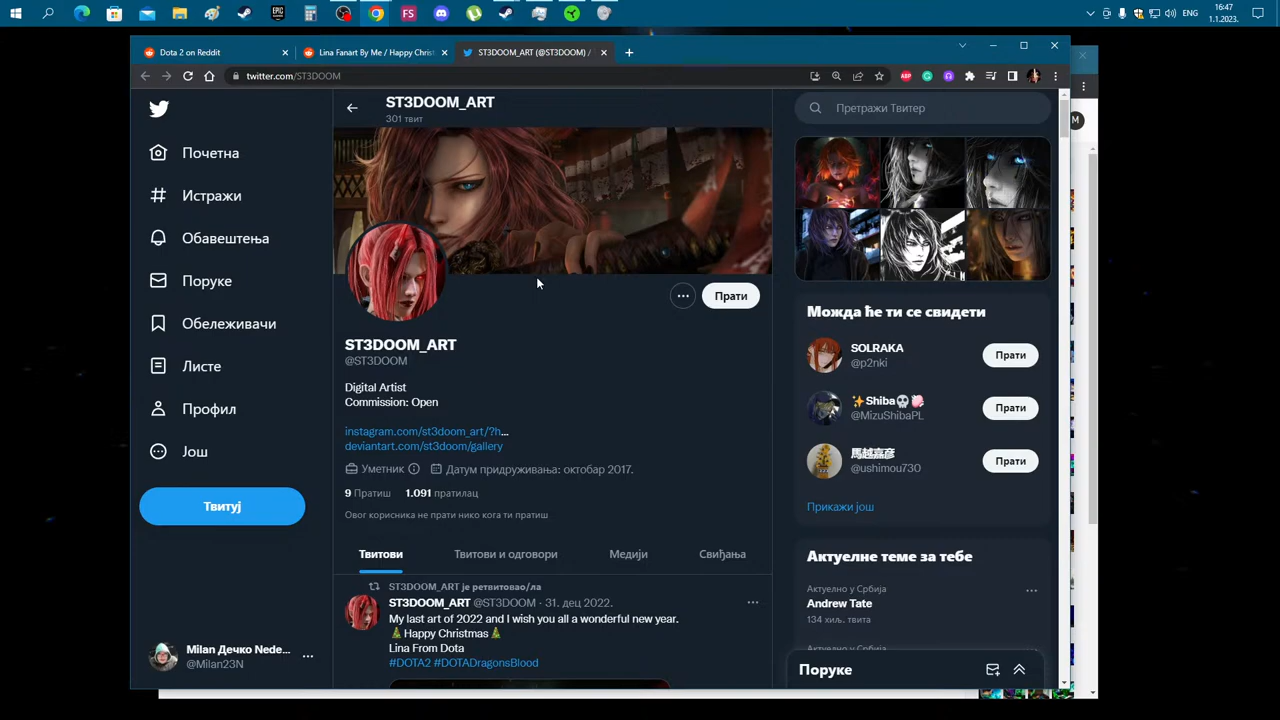 ENG
16:47
1.1.2023.
Dota 2 on Reddit
Lina Fanart By Me / Happy Christ
ST3DOOM_ART (@ST3DOOM) /
twitter.com/ST3DOOM
ABP
M
ST3DOOM_ART
301 твит
Претражи Твитер
Почетна
Истражи
Обавештења
Поруке
Обележивачи
Листе
Профил
Још
Твитуј
Milan Дечко Nede...
@Milan23N
Прати
ST3DOOM_ART
@ST3DOOM
Digital Artist
Commission: Open
instagram.com/st3doom_art/?h...
deviantart.com/st3doom/gallery
Уметник Датум придруживања: октобар 2017.
9 Пратиш 1.091 пратилац
Овог корисника не прати нико кога ти пратиш
Твитови Твитови и одговори Медији Свиђања
ST3DOOM_ART је ретвитовао/ла
ST3DOOM_ART @ST3DOOM · 31. дец 2022.
My last art of 2022 and I wish you all a wonderful new year.
🎄Happy Christmas🎄
Lina From Dota
#DOTA2 #DOTADragonsBlood
Можда ће ти се свидети
SOLRAKA
@p2nki
Прати
✨Shiba💀🫀
@MizuShibaPL
Прати
馬越嘉彦
@ushimou730
Прати
Прикажи још
Актуелне теме за тебе
Актуелно у Србија
Andrew Tate
134 хиљ. твита
Поруке